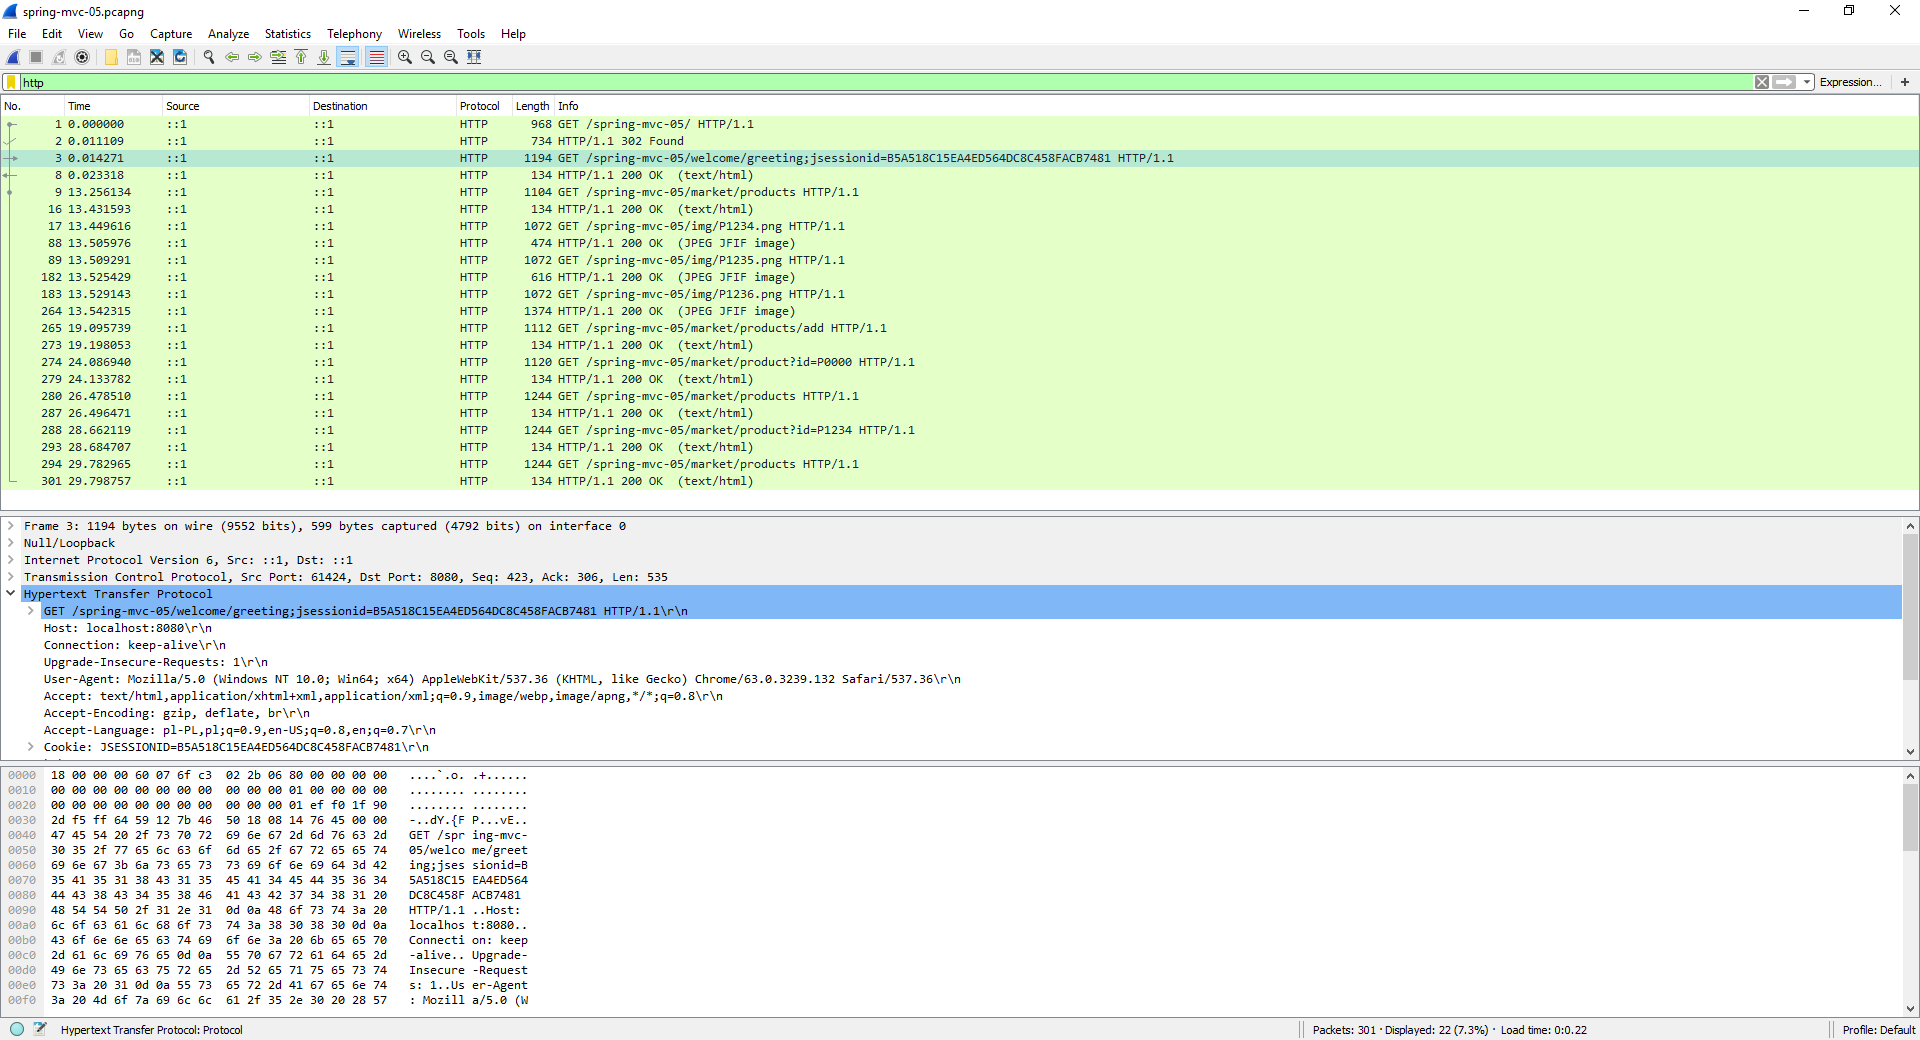 spring-mvc-05.pcapng
File Edit View Go Capture Analyze Statistics Telephony Wireless Tools Help
http Expression... +
No. Time Source Destination Protocol Length Info
1 0.000000 ::1 ::1 HTTP 968 GET /spring-mvc-05/ HTTP/1.1
2 0.011109 ::1 ::1 HTTP 734 HTTP/1.1 302 Found
3 0.014271 ::1 ::1 HTTP 1194 GET /spring-mvc-05/welcome/greeting;jsessionid=B5A518C15EA4ED564DC8C458FACB7481 HTTP/1.1
8 0.023318 ::1 ::1 HTTP 134 HTTP/1.1 200 OK (text/html)
9 13.256134 ::1 ::1 HTTP 1104 GET /spring-mvc-05/market/products HTTP/1.1
16 13.431593 ::1 ::1 HTTP 134 HTTP/1.1 200 OK (text/html)
17 13.449616 ::1 ::1 HTTP 1072 GET /spring-mvc-05/img/P1234.png HTTP/1.1
88 13.505976 ::1 ::1 HTTP 474 HTTP/1.1 200 OK (JPEG JFIF image)
89 13.509291 ::1 ::1 HTTP 1072 GET /spring-mvc-05/img/P1235.png HTTP/1.1
182 13.525429 ::1 ::1 HTTP 616 HTTP/1.1 200 OK (JPEG JFIF image)
183 13.529143 ::1 ::1 HTTP 1072 GET /spring-mvc-05/img/P1236.png HTTP/1.1
264 13.542315 ::1 ::1 HTTP 1374 HTTP/1.1 200 OK (JPEG JFIF image)
265 19.095739 ::1 ::1 HTTP 1112 GET /spring-mvc-05/market/products/add HTTP/1.1
273 19.198053 ::1 ::1 HTTP 134 HTTP/1.1 200 OK (text/html)
274 24.086940 ::1 ::1 HTTP 1120 GET /spring-mvc-05/market/product?id=P0000 HTTP/1.1
279 24.133782 ::1 ::1 HTTP 134 HTTP/1.1 200 OK (text/html)
280 26.478510 ::1 ::1 HTTP 1244 GET /spring-mvc-05/market/products HTTP/1.1
287 26.496471 ::1 ::1 HTTP 134 HTTP/1.1 200 OK (text/html)
288 28.662119 ::1 ::1 HTTP 1244 GET /spring-mvc-05/market/product?id=P1234 HTTP/1.1
293 28.684707 ::1 ::1 HTTP 134 HTTP/1.1 200 OK (text/html)
294 29.782965 ::1 ::1 HTTP 1244 GET /spring-mvc-05/market/products HTTP/1.1
301 29.798757 ::1 ::1 HTTP 134 HTTP/1.1 200 OK (text/html)
Frame 3: 1194 bytes on wire (9552 bits), 599 bytes captured (4792 bits) on interface 0
Null/Loopback
Internet Protocol Version 6, Src: ::1, Dst: ::1
Transmission Control Protocol, Src Port: 61424, Dst Port: 8080, Seq: 423, Ack: 306, Len: 535
Hypertext Transfer Protocol
GET /spring-mvc-05/welcome/greeting;jsessionid=B5A518C15EA4ED564DC8C458FACB7481 HTTP/1.1\r\n
Host: localhost:8080\r\n
Connection: keep-alive\r\n
Upgrade-Insecure-Requests: 1\r\n
User-Agent: Mozilla/5.0 (Windows NT 10.0; Win64; x64) AppleWebKit/537.36 (KHTML, like Gecko) Chrome/63.0.3239.132 Safari/537.36\r\n
Accept: text/html,application/xhtml+xml,application/xml;q=0.9,image/webp,image/apng,*/*;q=0.8\r\n
Accept-Encoding: gzip, deflate, br\r\n
Accept-Language: pl-PL,pl;q=0.9,en-US;q=0.8,en;q=0.7\r\n
Cookie: JSESSIONID=B5A518C15EA4ED564DC8C458FACB7481\r\n
0000 18 00 00 00 60 07 6f c3 02 2b 06 80 00 00 00 00 ....`.o. .+......
0010 00 00 00 00 00 00 00 00 00 00 00 01 00 00 00 00 ........ ........
0020 00 00 00 00 00 00 00 00 00 00 00 01 ef f0 1f 90 ........ ........
0030 2d f5 ff 64 59 12 7b 46 50 18 08 14 76 45 00 00 -..dY.{F P...vE..
0040 47 45 54 20 2f 73 70 72 69 6e 67 2d 6d 76 63 2d GET /spr ing-mvc-
0050 30 35 2f 77 65 6c 63 6f 6d 65 2f 67 72 65 65 74 05/welco me/greet
0060 69 6e 67 3b 6a 73 65 73 73 69 6f 6e 69 64 3d 42 ing;jses sionid=B
0070 35 41 35 31 38 43 31 35 45 41 34 45 44 35 36 34 5A518C15 EA4ED564
0080 44 43 38 43 34 35 38 46 41 43 42 37 34 38 31 20 DC8C458F ACB7481
0090 48 54 54 50 2f 31 2e 31 0d 0a 48 6f 73 74 3a 20 HTTP/1.1 ..Host:
00a0 6c 6f 63 61 6c 68 6f 73 74 3a 38 30 38 30 0d 0a localhos t:8080..
00b0 43 6f 6e 6e 65 63 74 69 6f 6e 3a 20 6b 65 65 70 Connecti on: keep
00c0 2d 61 6c 69 76 65 0d 0a 55 70 67 72 61 64 65 2d -alive.. Upgrade-
00d0 49 6e 73 65 63 75 72 65 2d 52 65 71 75 65 73 74 Insecure -Request
00e0 73 3a 20 31 0d 0a 55 73 65 72 2d 41 67 65 6e 74 s: 1..Us er-Agent
00f0 3a 20 4d 6f 7a 69 6c 6c 61 2f 35 2e 30 20 28 57 : Mozill a/5.0 (W
Hypertext Transfer Protocol: Protocol Packets: 301 · Displayed: 22 (7.3%) · Load time: 0:0.22 Profile: Default